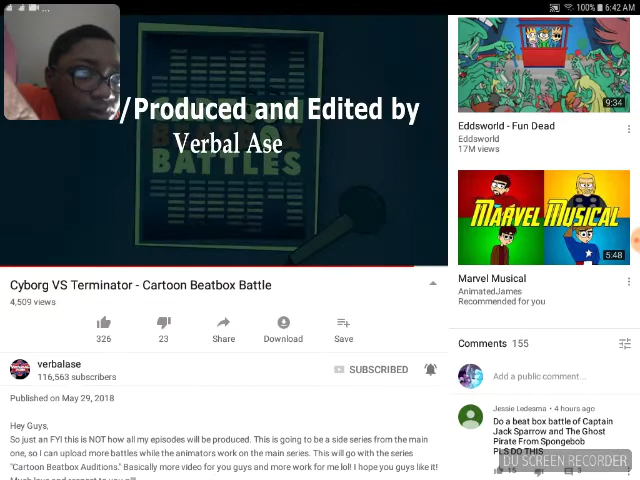 100% 6:42 AM
/Produced and Edited by
Verbal Ase
BATTLES
9:34
Eddsworld - Fun Dead
Eddsworld
17M views
MARVEL MUSICAL
5:48
Marvel Musical
AnimatedJames
Recommended for you
Cyborg VS Terminator - Cartoon Beatbox Battle
4,509 views
326
23
Share
Download
Save
verbalase
116,563 subscribers
SUBSCRIBED
Published on May 29, 2018
Hey Guys,
So just an FYI this is NOT how all my episodes will be produced. This is going to be a side series from the main
one, so I can upload more battles while the animators work on the main series. This will go with the series
"Cartoon Beatbox Auditions." Basically more video for you guys and more work for me lol! I hope you guys like it!
Comments 155
Add a public comment...
Jessie Ledesma • 4 hours ago
Do a beat box battle of Captain
Jack Sparrow and The Ghost
Pirate From Spongebob
PLS DO THIS
15 3
DU SCREEN RECORDER